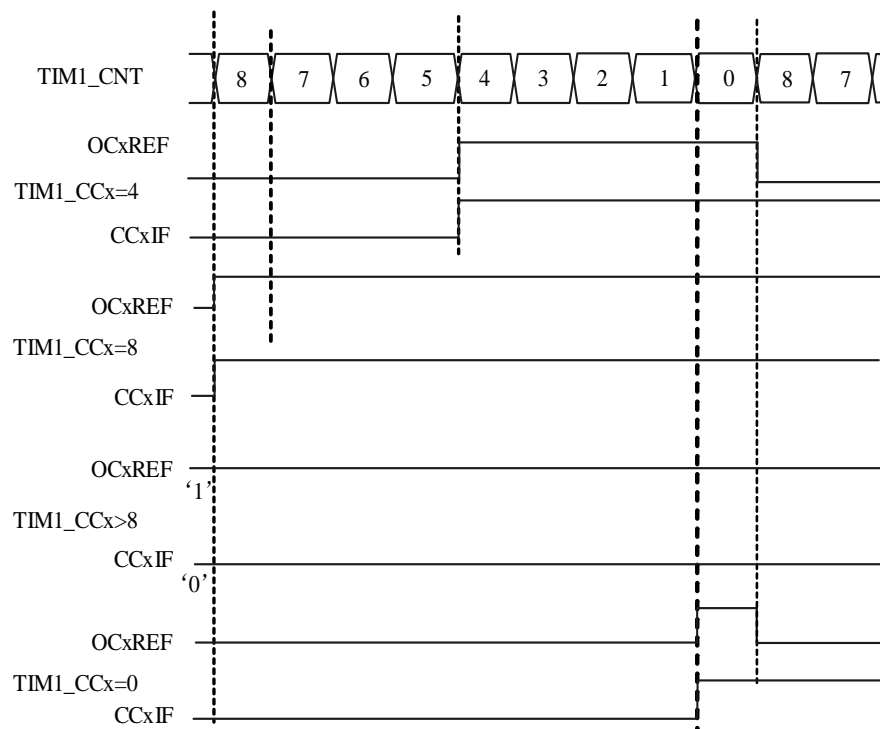 TIM1_CNT 8 7 6 5 4 3 2 1 0 8 7
OCxREF
TIM1_CCx=4
CCxIF
OCxREF
TIM1_CCx=8
CCxIF
OCxREF
‘1’
TIM1_CCx>8
CCxIF
‘0’
OCxREF
TIM1_CCx=0
CCxIF